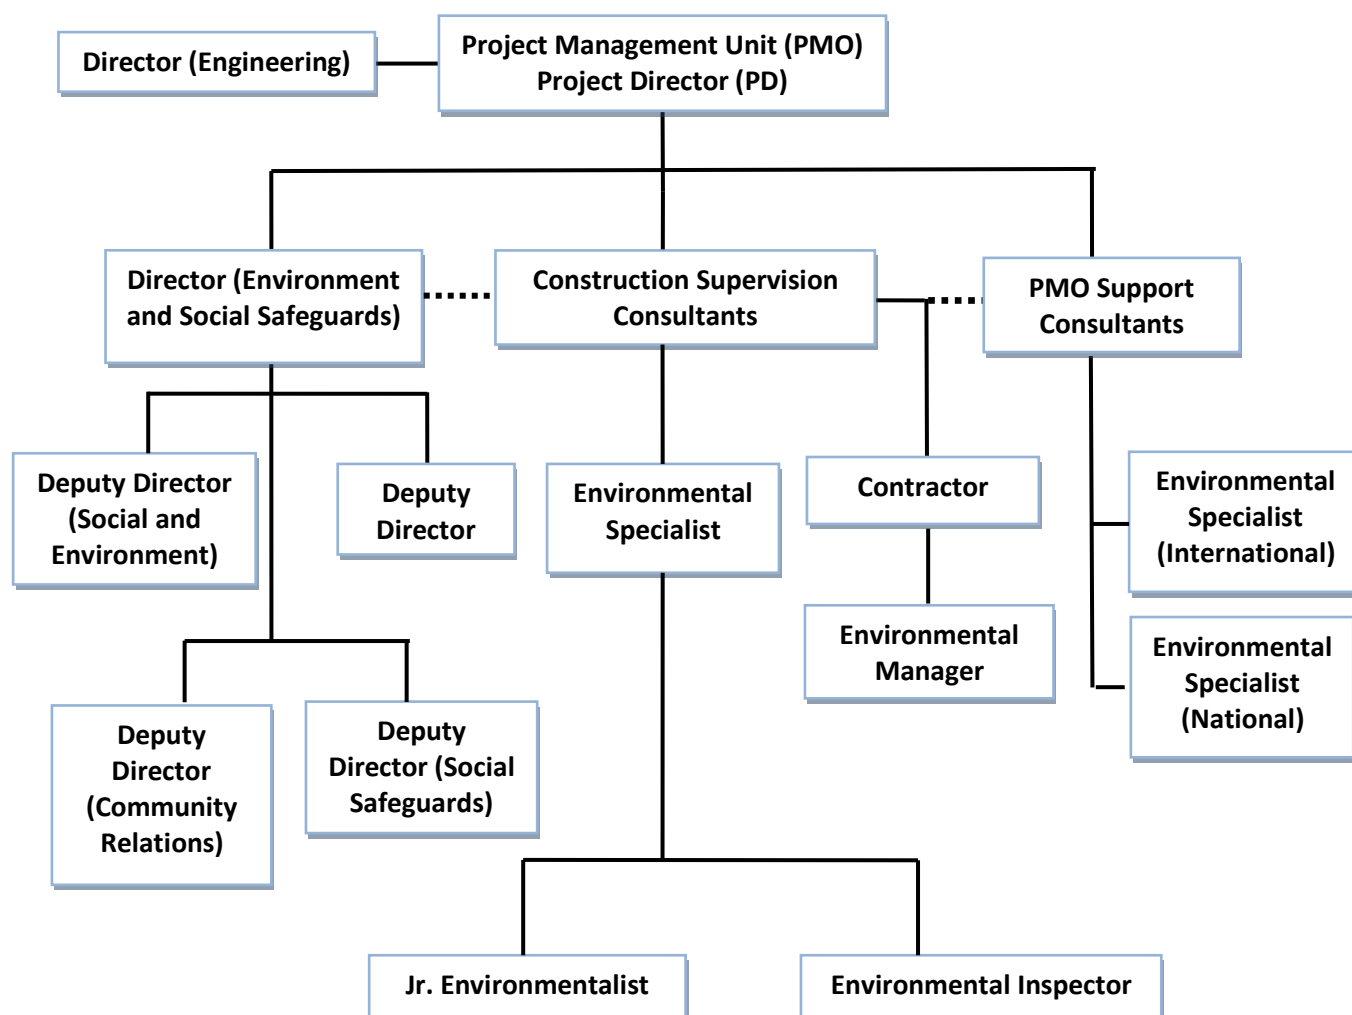 Director (Engineering)
Project Management Unit (PMO)
Project Director (PD)
Director (Environment
and Social Safeguards)
Construction Supervision
Consultants
PMO Support
Consultants
Deputy Director
(Social and
Environment)
Deputy
Director
Environmental
Specialist
Contractor
Environmental
Specialist
(International)
Environmental
Manager
Environmental
Specialist
(National)
Deputy
Director
(Community
Relations)
Deputy
Director (Social
Safeguards)
Jr. Environmentalist
Environmental Inspector